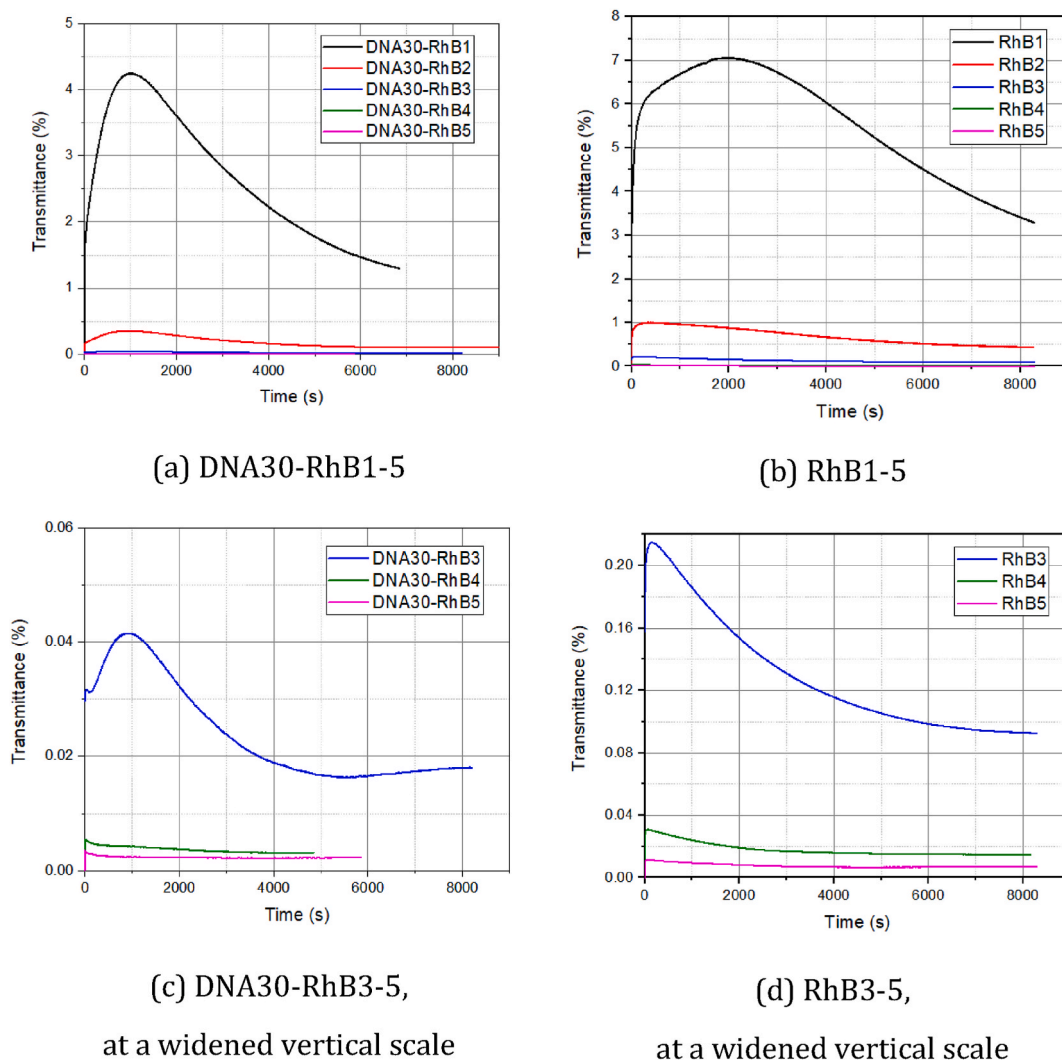 5
4
3
2
1
0
Transmittance (%)
DNA30-RhB1
DNA30-RhB2
DNA30-RhB3
DNA30-RhB4
DNA30-RhB5
0 2000 4000 6000 8000
Time (s)
(a) DNA30-RhB1-5
8
7
6
5
4
3
2
1
0
Transmittance (%)
RhB1
RhB2
RhB3
RhB4
RhB5
0 2000 4000 6000 8000
Time (s)
(b) RhB1-5
0.06
0.04
0.02
0.00
Transmittance (%)
DNA30-RhB3
DNA30-RhB4
DNA30-RhB5
0 2000 4000 6000 8000
Time (s)
(c) DNA30-RhB3-5,
at a widened vertical scale
0.20
0.16
0.12
0.08
0.04
0.00
Transmittance (%)
RhB3
RhB4
RhB5
0 2000 4000 6000 8000
Time (s)
(d) RhB3-5,
at a widened vertical scale